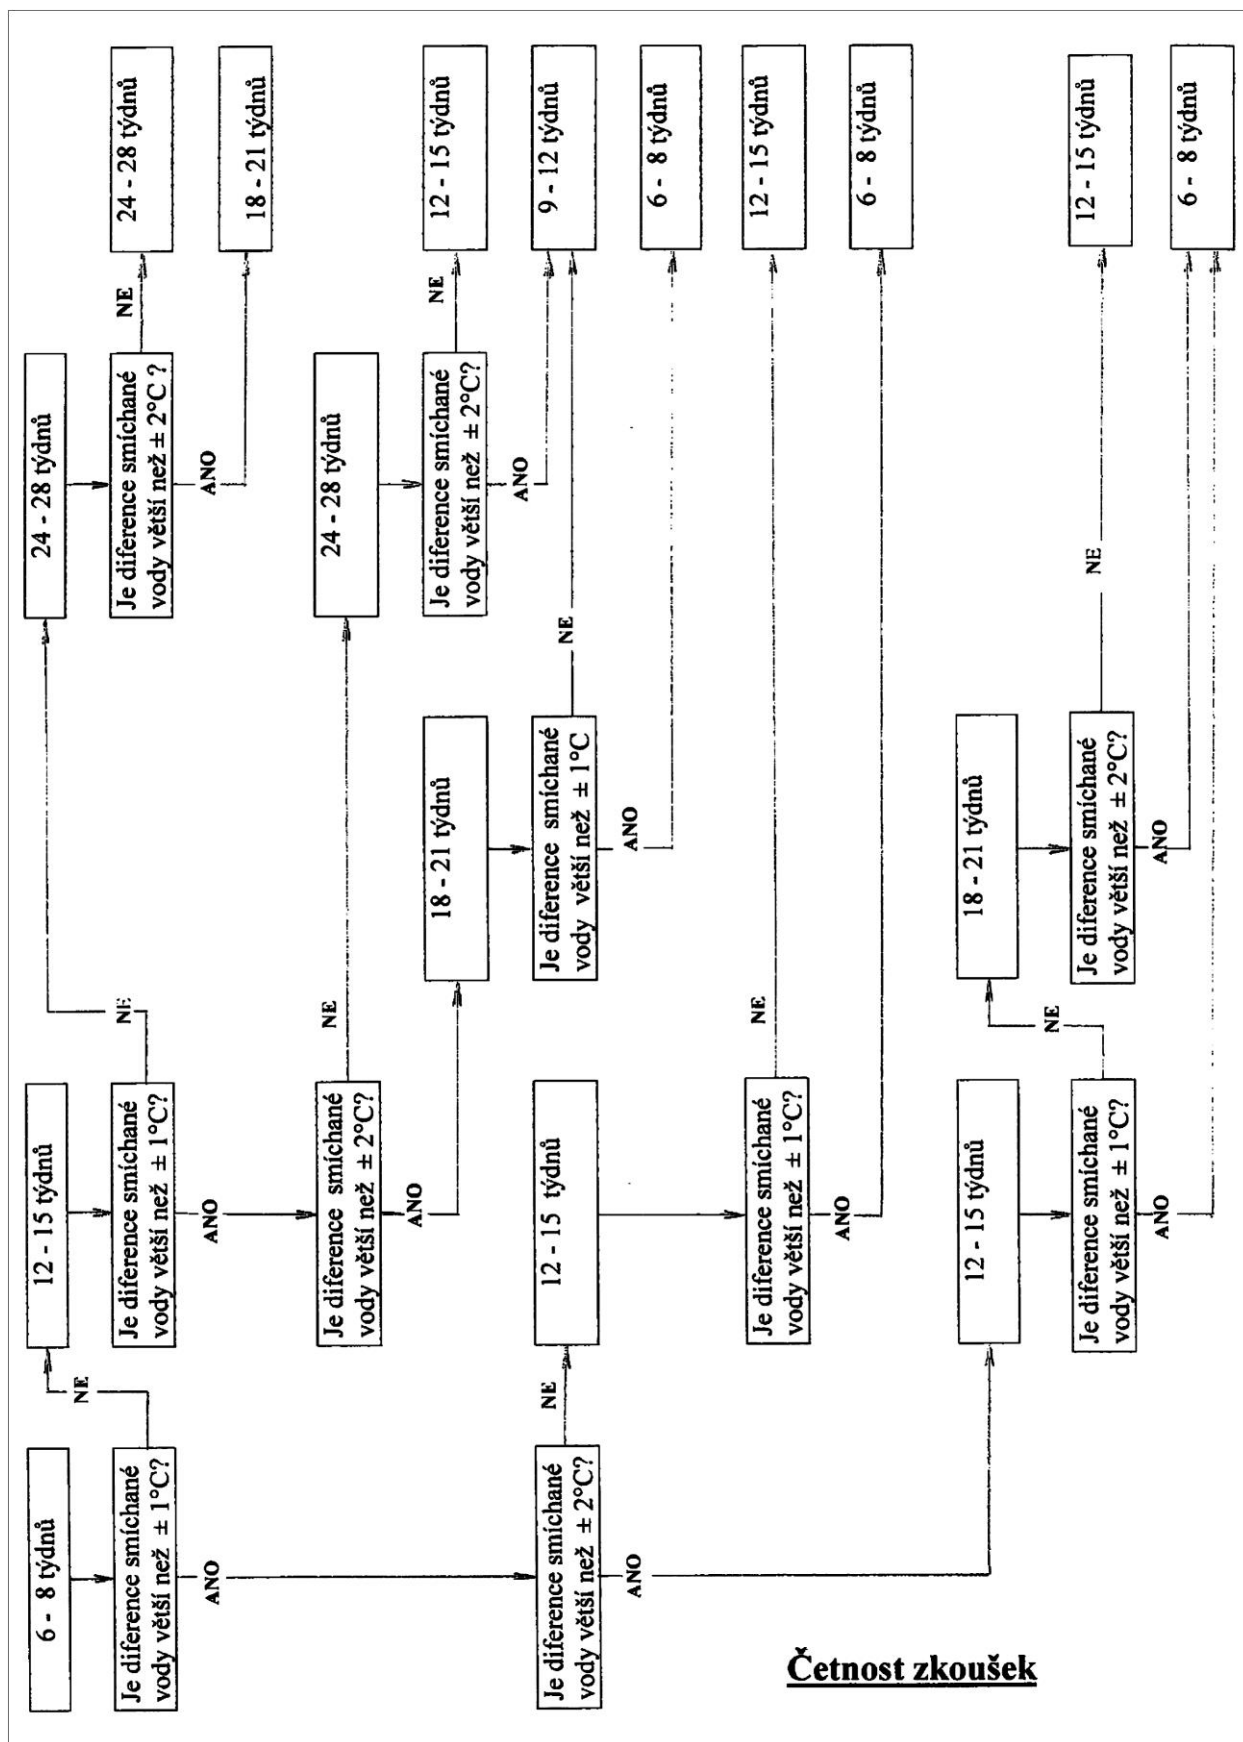 6 - 8 týdnů
12 - 15 týdnů
24 - 28 týdnů
NE
Je diference smíchané
vody větší než ± 1°C?
NE
Je diference smíchané
vody větší než ± 1°C?
NE
Je diference smíchané
vody větší než ± 2°C ?
24 - 28 týdnů
ANO
ANO
ANO
18 - 21 týdnů
Je diference smíchané
vody větší než ± 2°C?
NE
24 - 28 týdnů
ANO
18 - 21 týdnů
Je diference smíchané
vody větší než ± 2°C?
NE
12 - 15 týdnů
ANO
Je diference smíchané
vody větší než ± 2°C?
NE
12 - 15 týdnů
Je diference smíchané
vody větší než ± 1°C
NE
9 - 12 týdnů
ANO
ANO
6 - 8 týdnů
Je diference smíchané
vody větší než ± 1°C?
NE
12 - 15 týdnů
ANO
6 - 8 týdnů
12 - 15 týdnů
18 - 21 týdnů
Je diference smíchané
vody větší než ± 1°C?
NE
Je diference smíchané
vody větší než ± 2°C?
NE
12 - 15 týdnů
ANO
ANO
6 - 8 týdnů
Četnost zkoušek